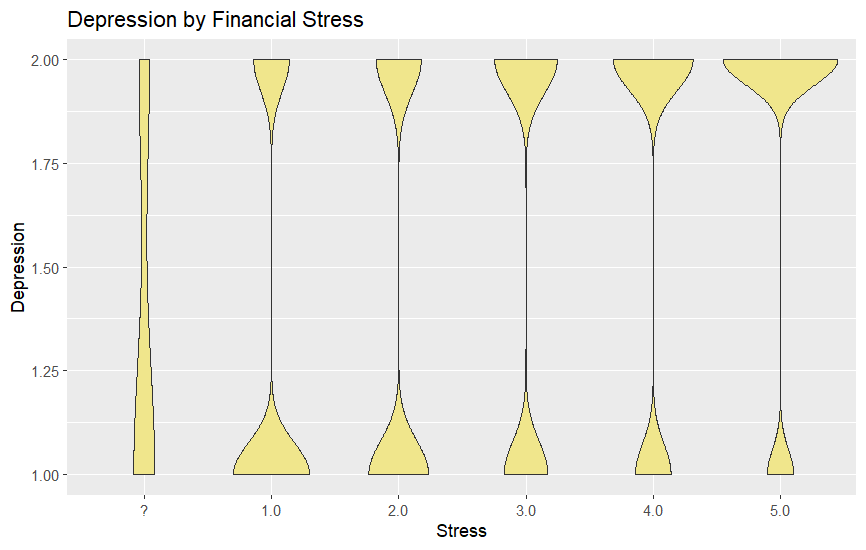 Depression by Financial Stress
2.00
1.75
1.50
1.25
1.00
Depression
? 1.0 2.0 3.0 4.0 5.0
Stress